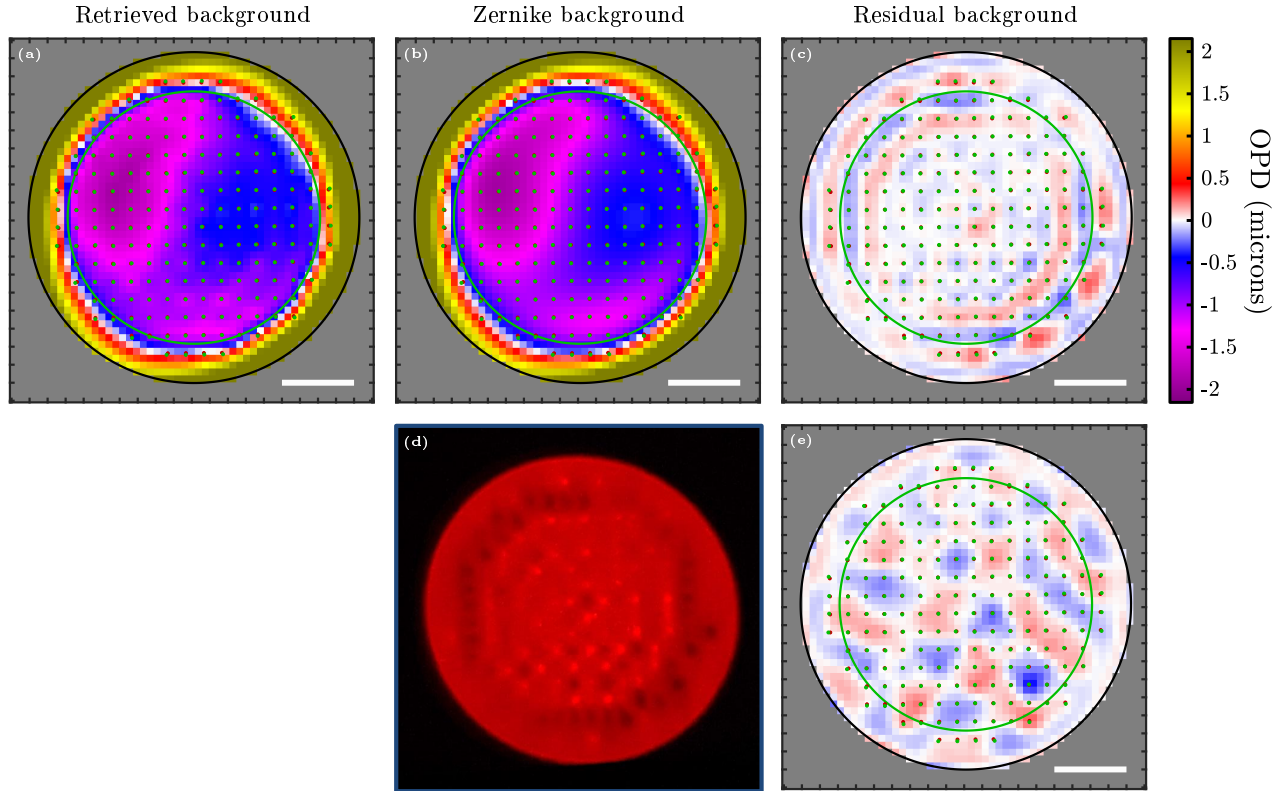 Retrieved background
Zernike background
Residual background
(a)
(b)
(c)
2
1.5
1
0.5
0
-0.5
-1
-1.5
-2
OPD (microns)
(d)
(e)